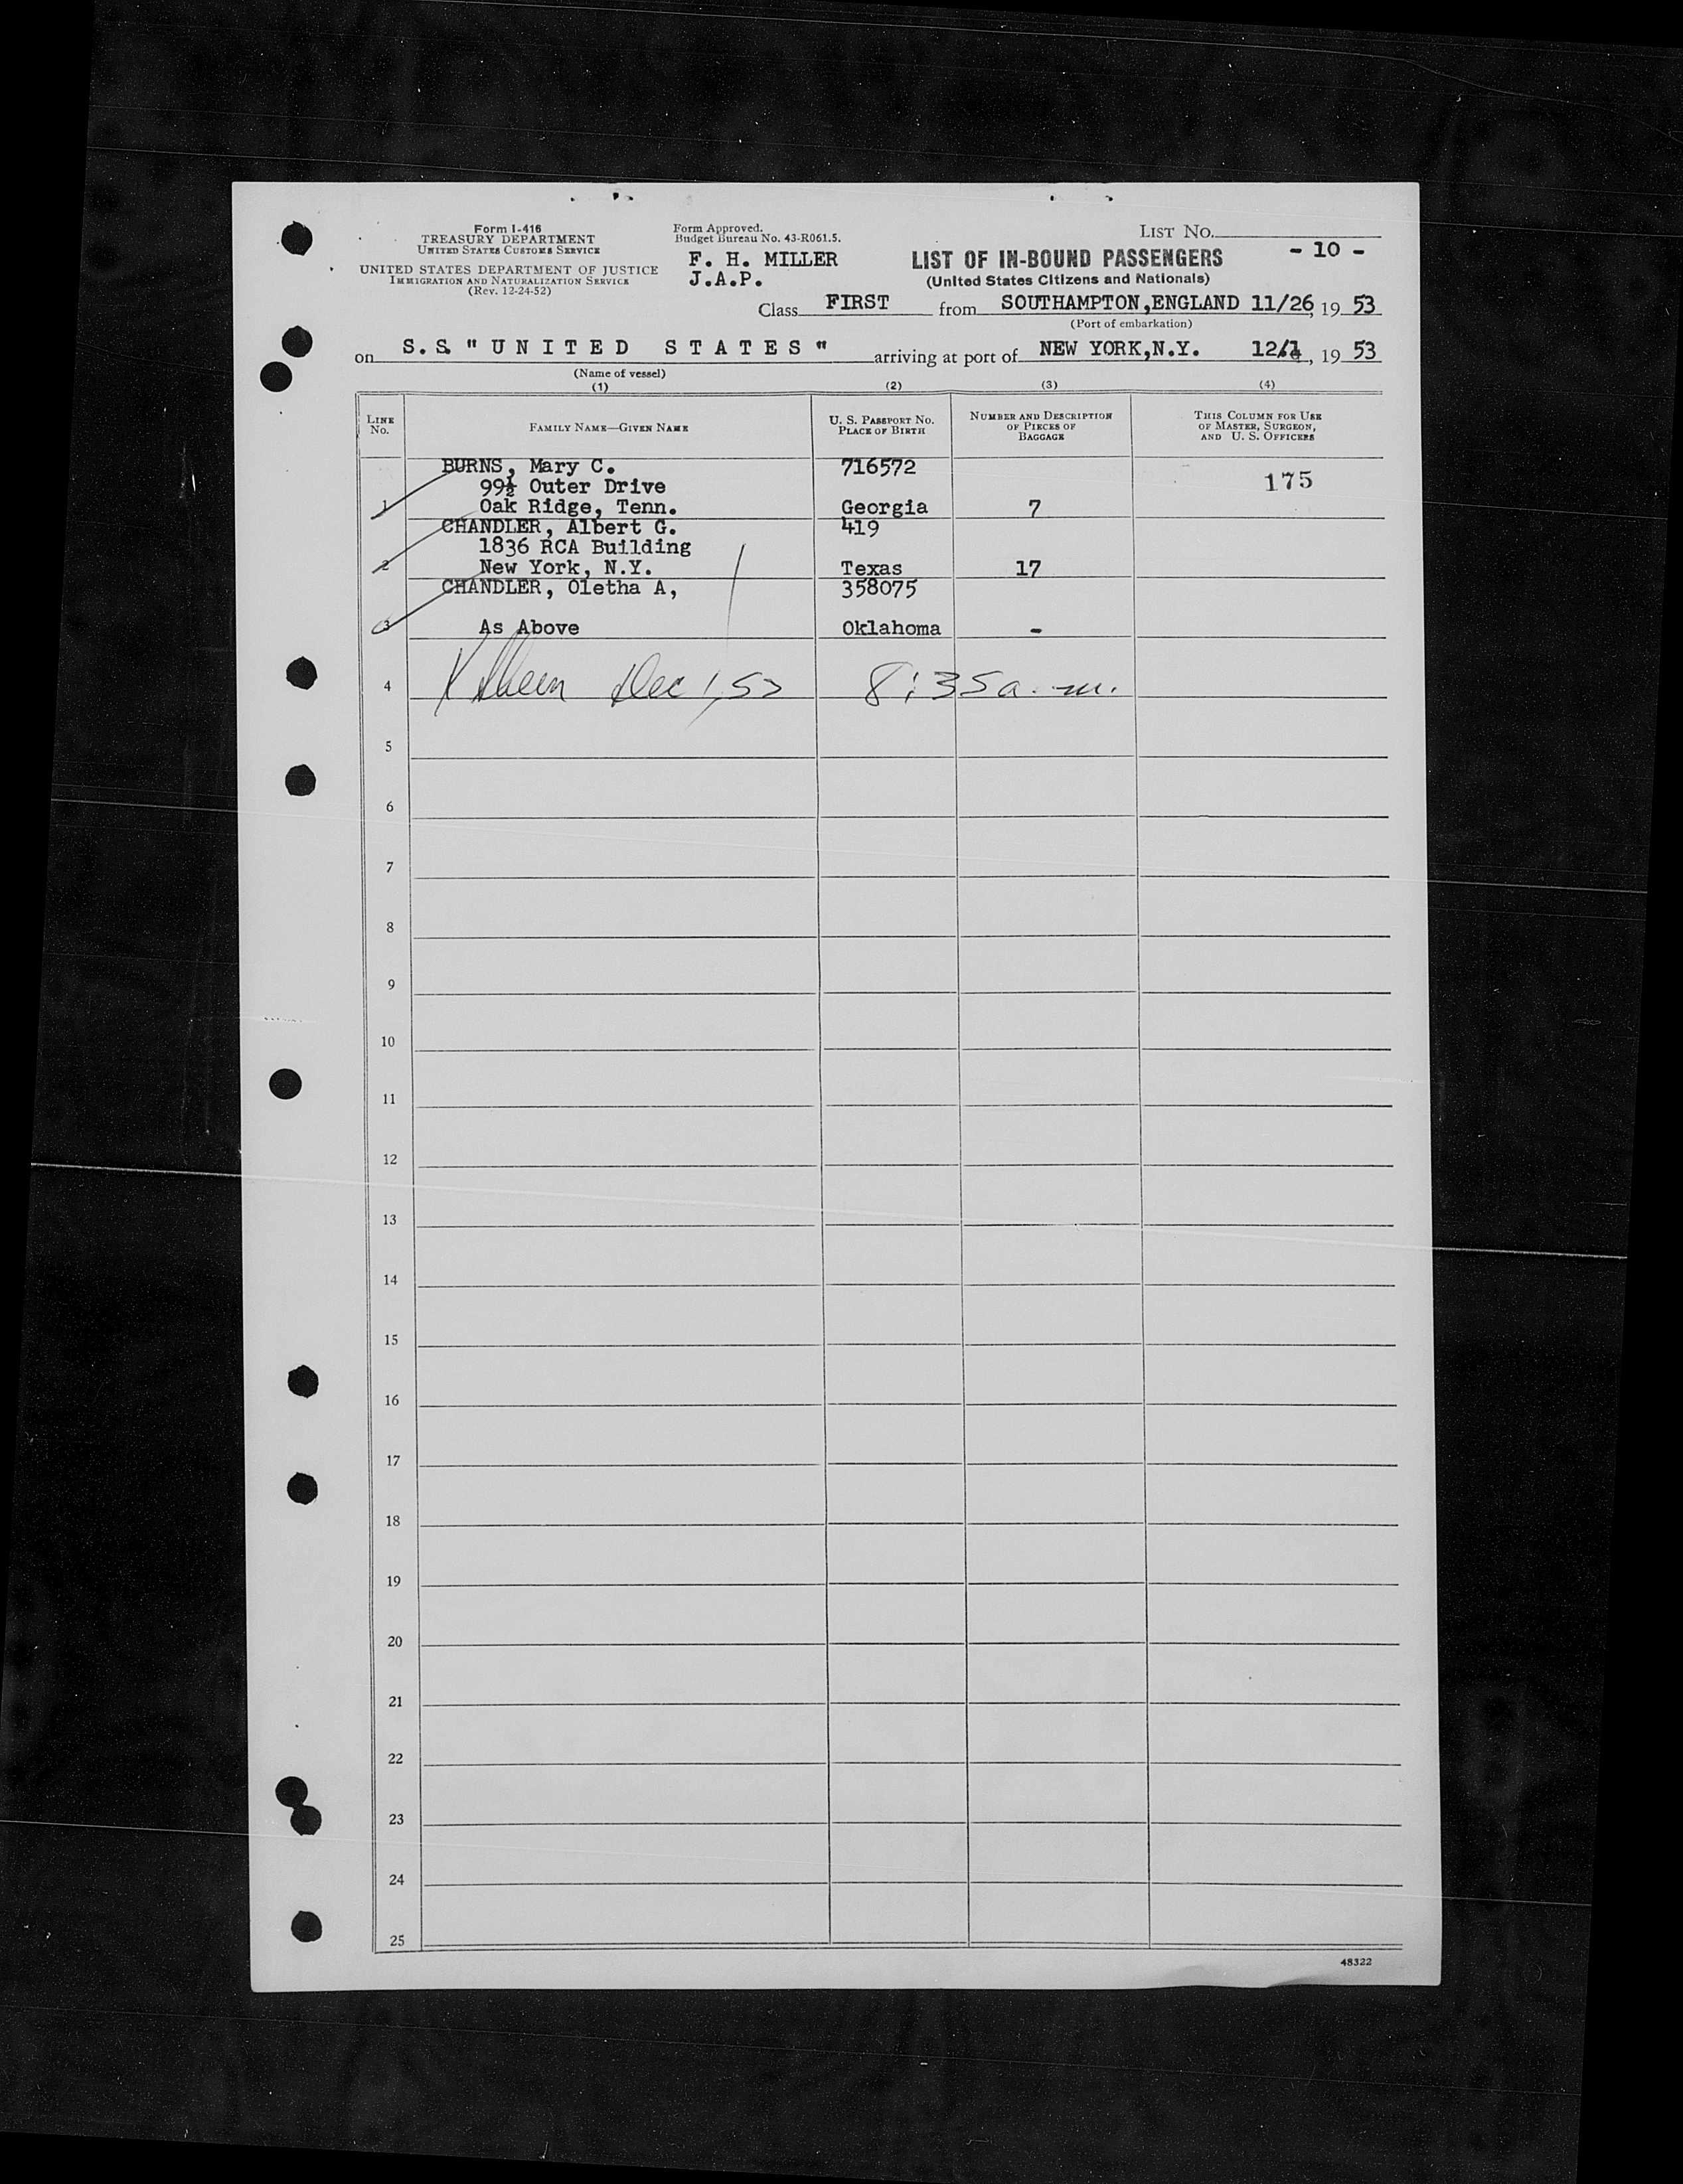 Form I-416
TREASURY DEPARTMENT
UNITED STATES CUSTOMS SERVICE
UNITED STATES DEPARTMENT OF JUSTICE
IMMIGRATION AND NATURALIZATION SERVICE
(Rev. 12-24-52)
Form Approved.
Budget Bureau No. 43-R061.5.
F. H. MILLER
J.A.P.
LIST NO.
- 10 -
LIST OF IN-BOUND PASSENGERS
(United States Citizens and Nationals)
Class FIRST from SOUTHAMPTON,ENGLAND 11/26, 19 53
(Port of embarkation)
on S.S. "UNITED STATES" arriving at port of NEW YORK,N.Y. 12/1, 19 53
(Name of vessel)
(1) (2) (3) (4)
LINE NO.
FAMILY NAME—GIVEN NAME
U. S. PASSPORT NO.
PLACE OF BIRTH
NUMBER AND DESCRIPTION
OF PIECES OF
BAGGAGE
THIS COLUMN FOR USE
OF MASTER, SURGEON,
AND U. S. OFFICERS
BURNS, Mary C. 716572
175
99½ Outer Drive
1 Oak Ridge, Tenn. Georgia 7
CHANDLER, Albert G. 419
1836 RCA Building
2 New York, N.Y. Texas 17
CHANDLER, Oletha A, 358075
3 As Above Oklahoma -
4 Dec 1, 53 8:35 a.m.
5
6
7
8
9
10
11
12
13
14
15
16
17
18
19
20
21
22
23
24
25
48322